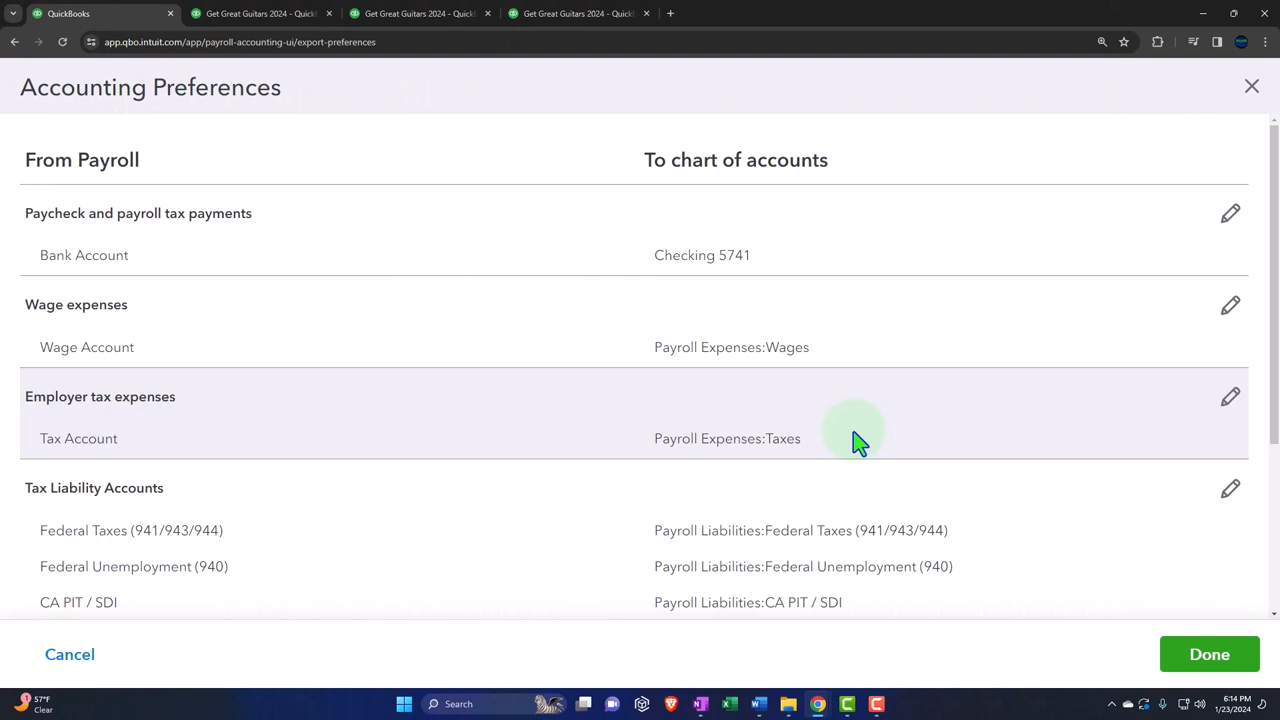 QuickBooks
Get Great Guitars 2024 - QuickB
Get Great Guitars 2024 - QuickB
Get Great Guitars 2024 - QuickB
app.qbo.intuit.com/app/payroll-accounting-ui/export-preferences
Accounting Preferences
From Payroll To chart of accounts
Paycheck and payroll tax payments
Bank Account Checking 5741
Wage expenses
Wage Account Payroll Expenses:Wages
Employer tax expenses
Tax Account Payroll Expenses:Taxes
Tax Liability Accounts
Federal Taxes (941/943/944) Payroll Liabilities:Federal Taxes (941/943/944)
Federal Unemployment (940) Payroll Liabilities:Federal Unemployment (940)
CA PIT / SDI Payroll Liabilities:CA PIT / SDI
Cancel Done
57°F
Clear
Search
6:14 PM
1/23/2024